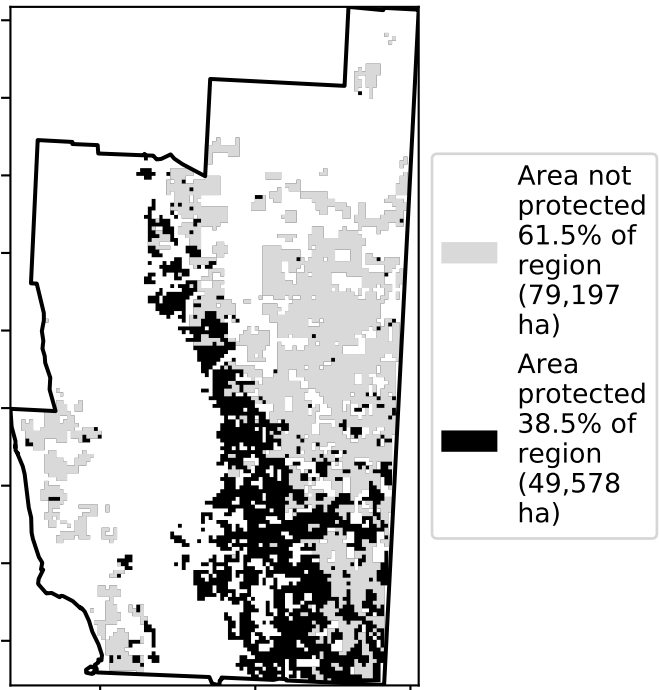 Area not
protected
61.5% of
region
(79,197
ha)
Area
protected
38.5% of
region
(49,578
ha)